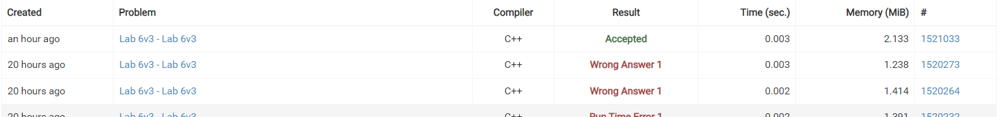 Created Problem Compiler Result Time (sec.) Memory (MiB) #
an hour ago Lab 6v3 - Lab 6v3 C++ Accepted 0.003 2.133 1521033
20 hours ago Lab 6v3 - Lab 6v3 C++ Wrong Answer 1 0.003 1.238 1520273
20 hours ago Lab 6v3 - Lab 6v3 C++ Wrong Answer 1 0.002 1.414 1520264
20 hours ago Lab 6v3 - Lab 6v3 C++ Run Time Error 1 0.002 1.391 1520232